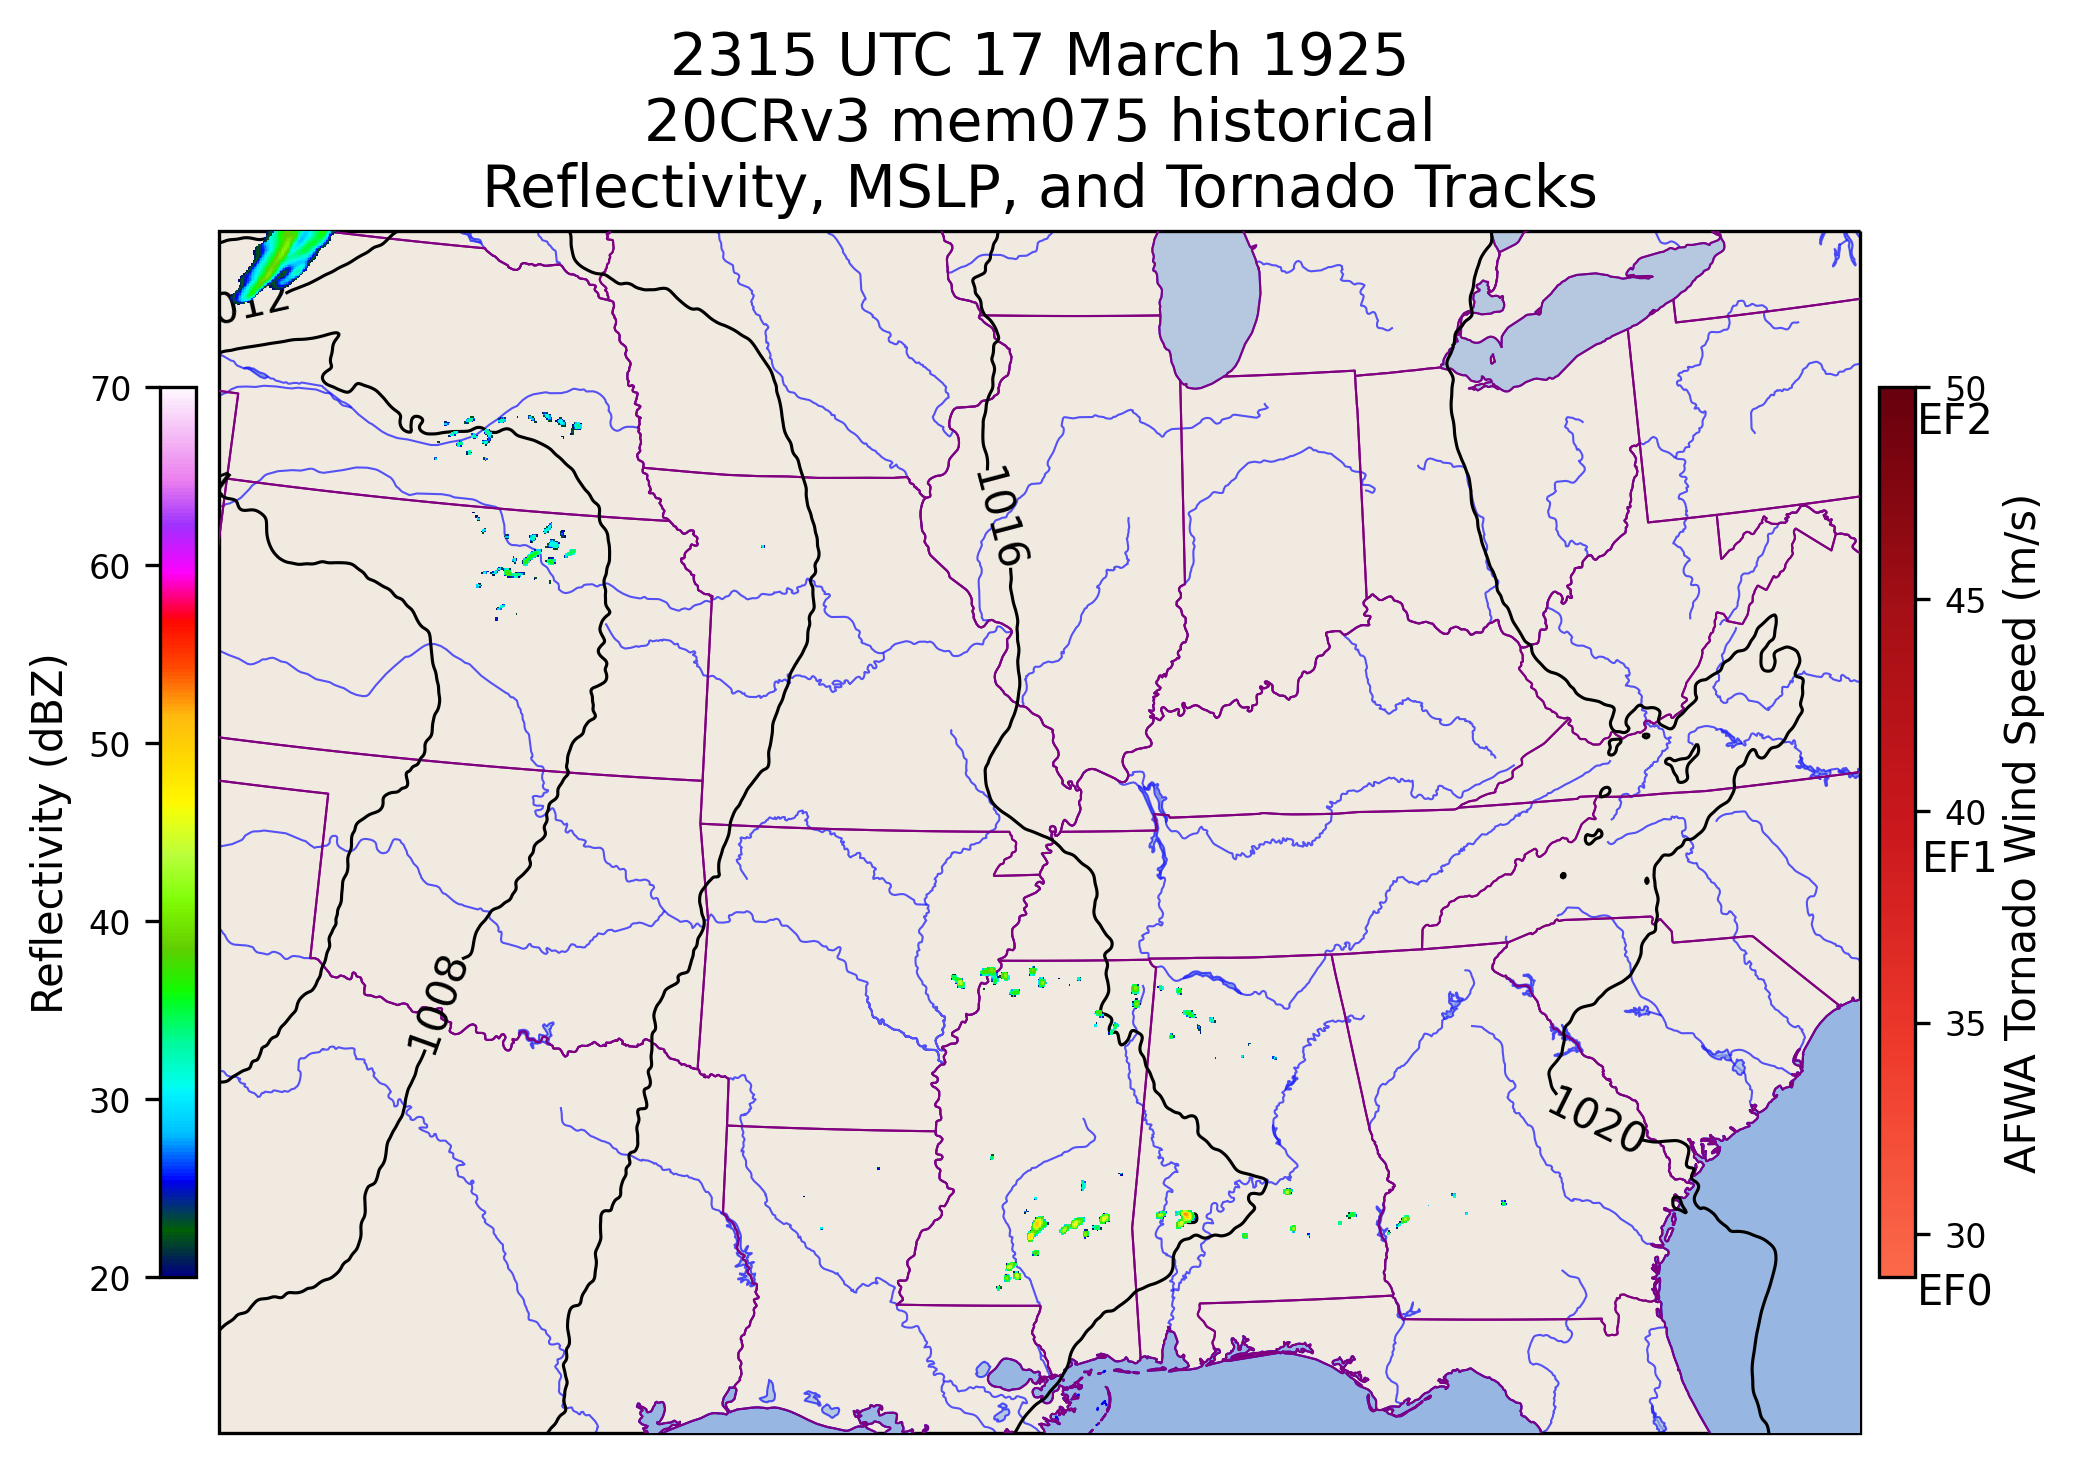 2315 UTC 17 March 1925
20CRv3 mem075 historical
Reflectivity, MSLP, and Tornado Tracks
Reflectivity (dBZ)
70
60
50
40
30
20
012
1016
1008
1020
50
EF2
45
40
EF1
35
30
EF0
AFWA Tornado Wind Speed (m/s)